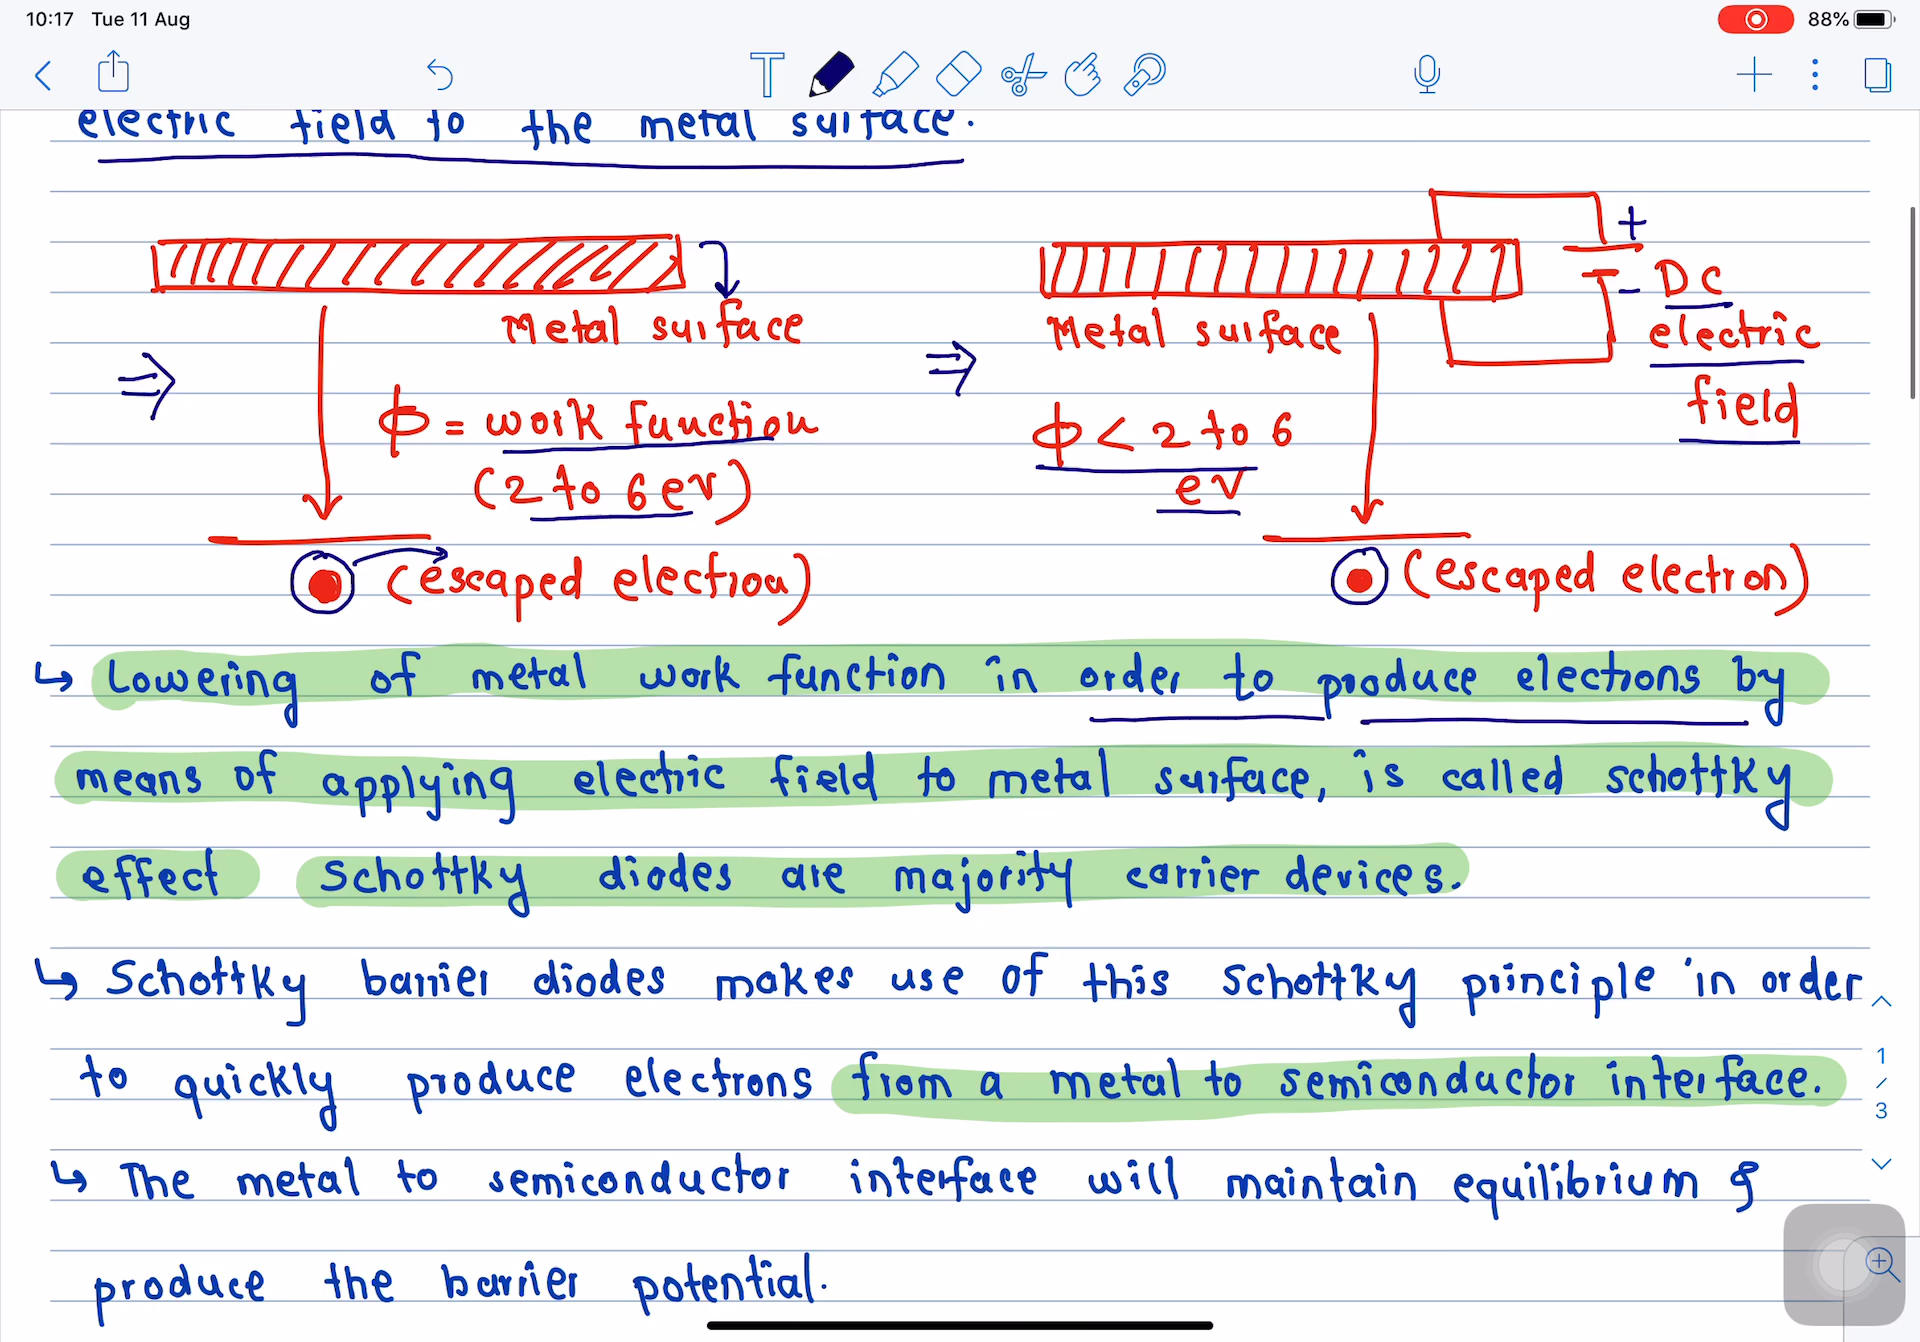 10:17 Tue 11 Aug 88%
electric field to the metal surface.
+
- DC
Metal surface Metal surface electric
field
⇒ ⇒
ϕ = work function ϕ < 2 to 6
(2 to 6 ev) eV
(escaped electron) (escaped electron)
↳ Lowering of metal work function in order to produce electrons by
means of applying electric field to metal surface, is called schottky
effect Schottky diodes are majority carrier devices.
↳ Schottky barrier diodes makes use of this Schottky principle in order
to quickly produce electrons from a metal to semiconductor interface.
1
/
3
↳ The metal to semiconductor interface will maintain equilibrium &
produce the barrier potential.